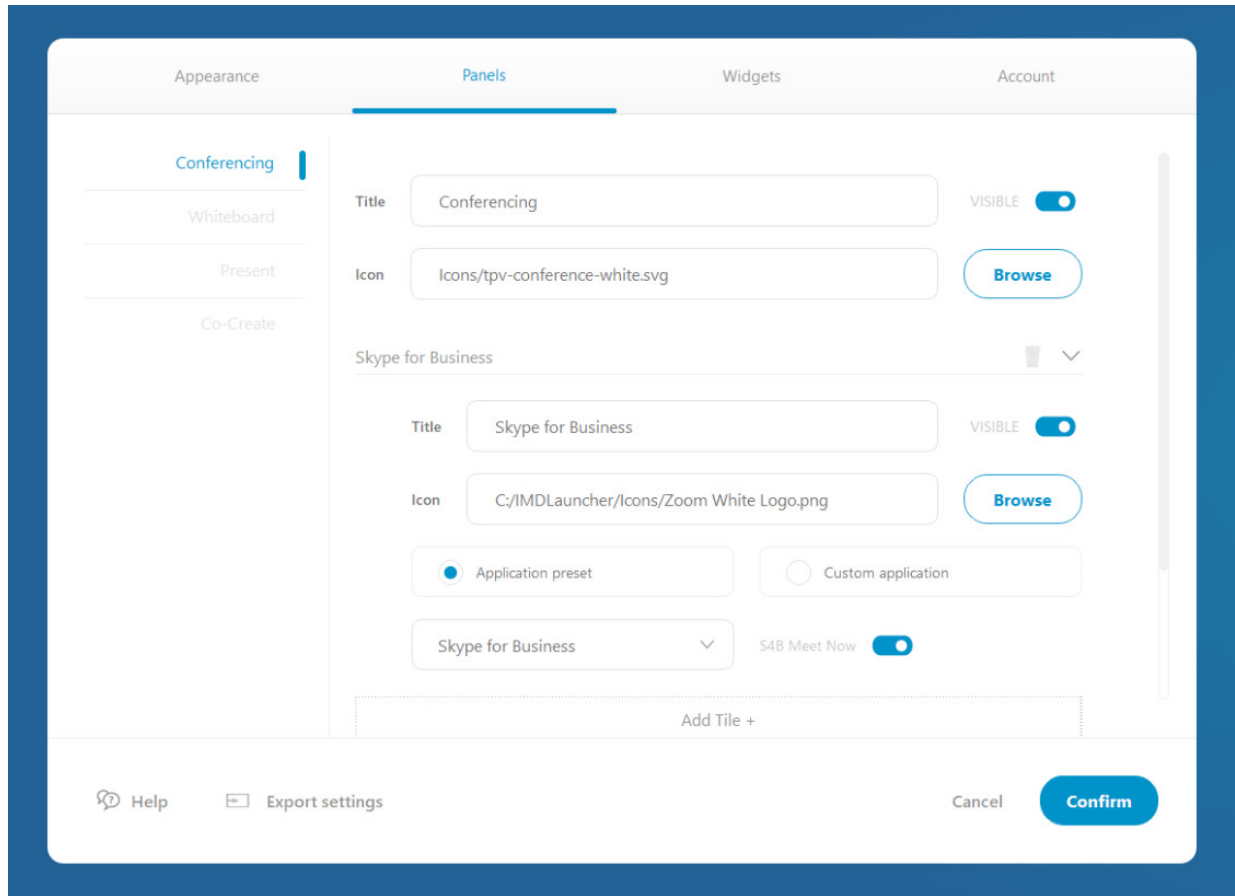 Appearance
Panels
Widgets
Account
Conferencing
Whiteboard
Present
Co-Create
Title
Conferencing
VISIBLE
Icon
Icons/tpv-conference-white.svg
Browse
Skype for Business
Title
Skype for Business
VISIBLE
Icon
C:/IMDLauncher/Icons/Zoom White Logo.png
Browse
Application preset
Custom application
Skype for Business
S4B Meet Now
Add Tile +
Help
Export settings
Cancel
Confirm